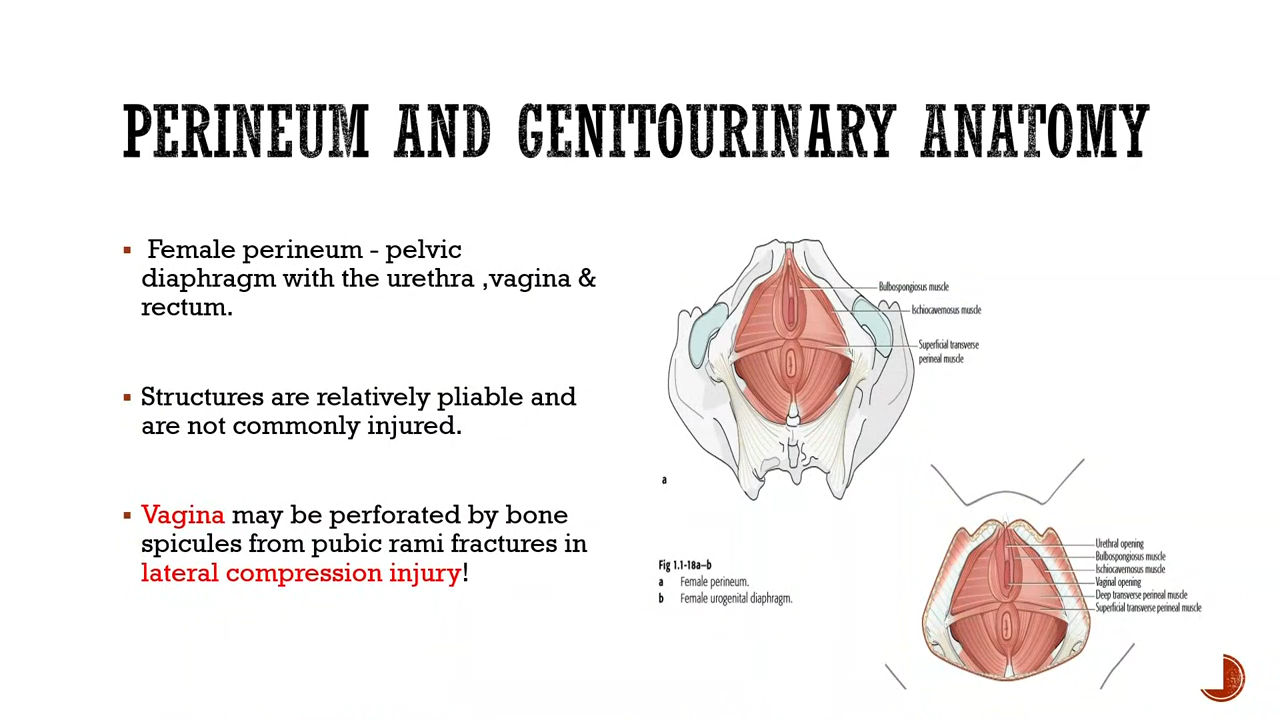 PERINEUM AND GENITOURINARY ANATOMY
▪ Female perineum - pelvic
diaphragm with the urethra ,vagina &
rectum.
▪ Structures are relatively pliable and
are not commonly injured.
▪ Vagina may be perforated by bone
spicules from pubic rami fractures in
lateral compression injury!
Bulbospongiosus muscle
Ischiocavernosus muscle
Superficial transverse
perineal muscle
a
Fig 1.1-18a–b
a Female perineum.
b Female urogenital diaphragm.
Urethral opening
Bulbospongiosus muscle
Ischiocavernosus muscle
Vaginal opening
Deep transverse perineal muscle
Superficial transverse perineal muscle